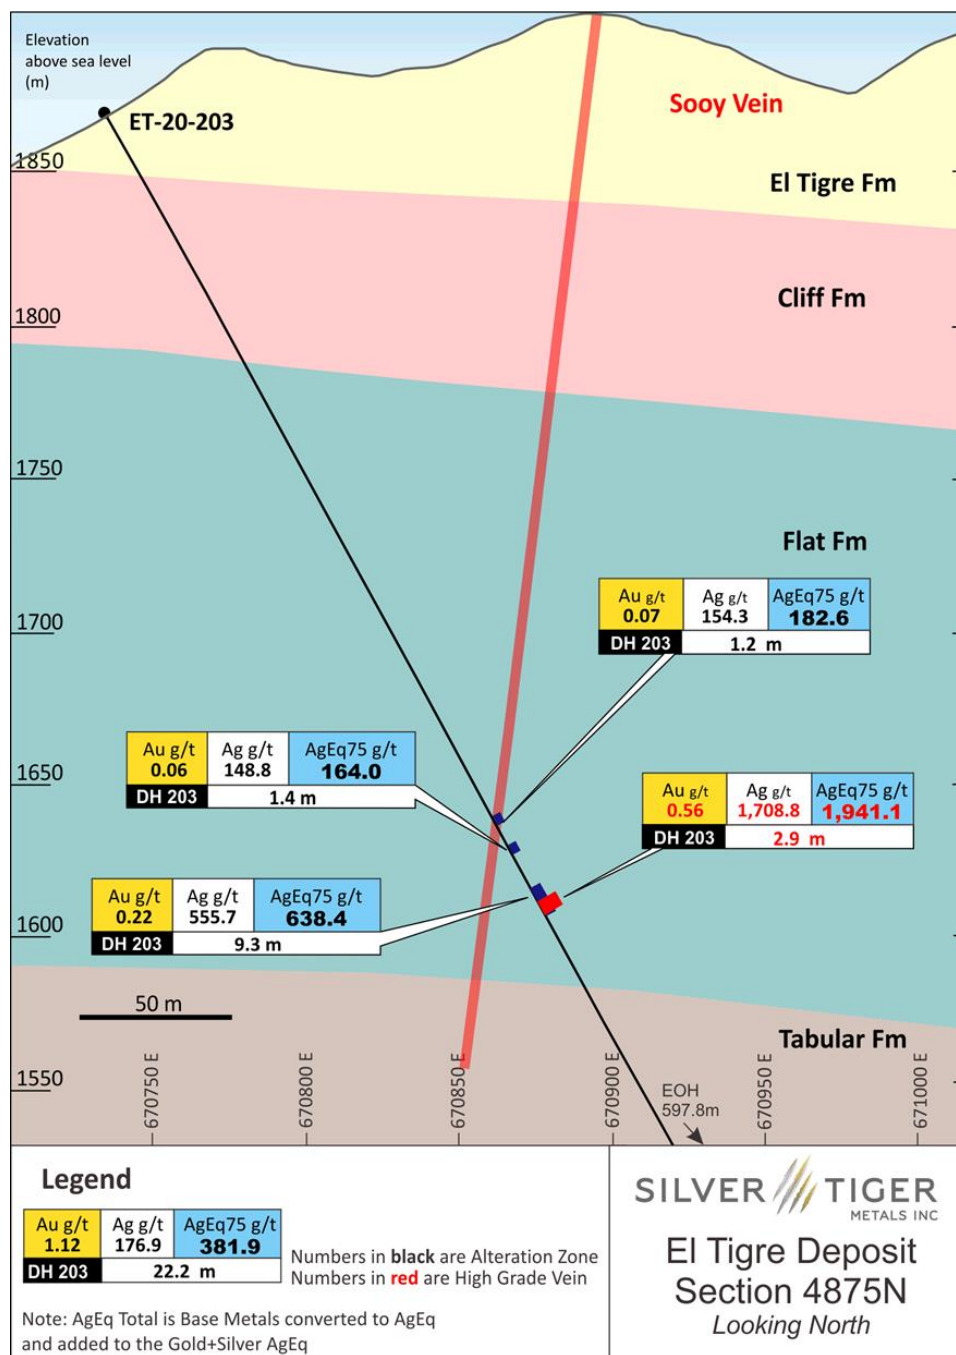 Elevation
above sea level
(m)
ET-20-203
Sooy Vein
1850
El Tigre Fm
Cliff Fm
1800
1750
Flat Fm
1700
Au g/t Ag g/t AgEq75 g/t
0.07 154.3 182.6
DH 203 1.2 m
1650
Au g/t Ag g/t AgEq75 g/t
0.06 148.8 164.0
DH 203 1.4 m
Au g/t Ag g/t AgEq75 g/t
0.56 1,708.8 1,941.1
DH 203 2.9 m
Au g/t Ag g/t AgEq75 g/t
0.22 555.7 638.4
DH 203 9.3 m
1600
50 m
Tabular Fm
1550
670750 E
670800 E
670850 E
670900 E
670950 E
671000 E
EOH
597.8m
Legend
Au g/t Ag g/t AgEq75 g/t
1.12 176.9 381.9
DH 203 22.2 m
Numbers in black are Alteration Zone
Numbers in red are High Grade Vein
Note: AgEq Total is Base Metals converted to AgEq
and added to the Gold+Silver AgEq
SILVER TIGER
METALS INC
El Tigre Deposit
Section 4875N
Looking North